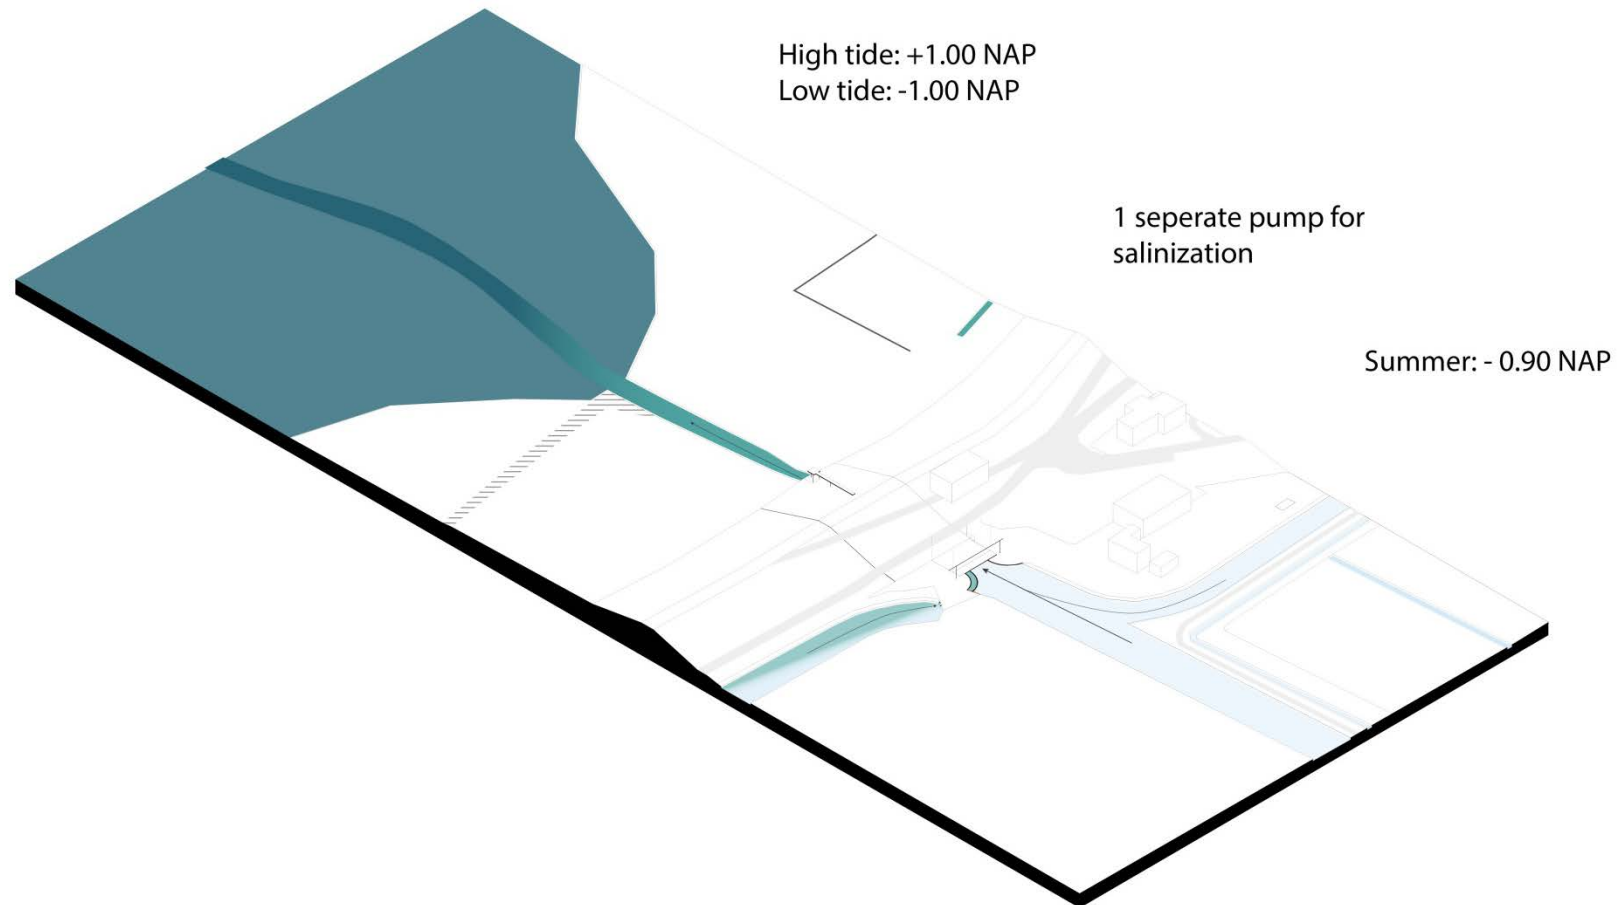 High tide: +1.00 NAP
Low tide: -1.00 NAP
1 seperate pump for
salinization
Summer: - 0.90 NAP